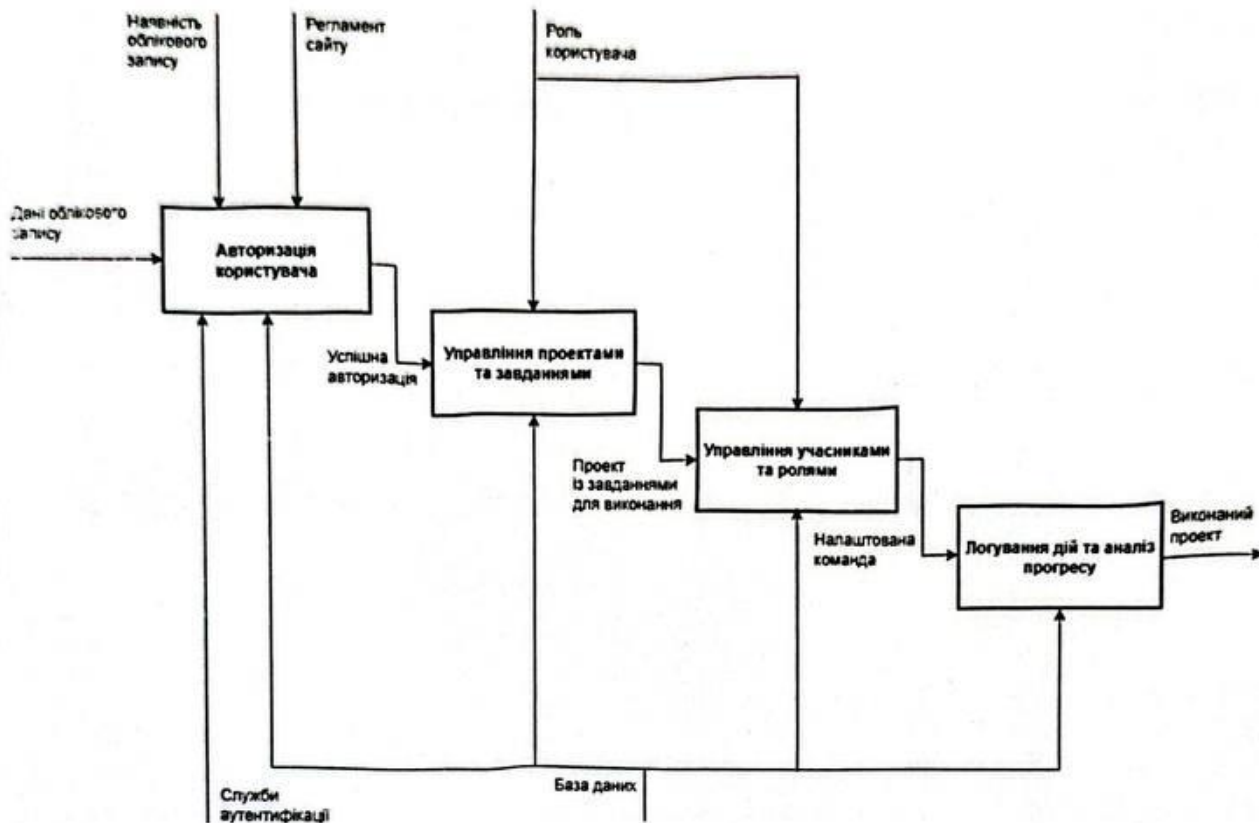 Наявність
облікового
запису
Регламент
сайту
Роль
користувача
Дані облікового
запису
Авторизація
користувача
Успішна
авторизація
Управління проектами
та завданнями
Проект
із завданнями
для виконання
Управління учасниками
та ролями
Налаштована
команда
Логування дій та аналіз
прогресу
Виконаний
проект
База даних
Служби
аутентифікації